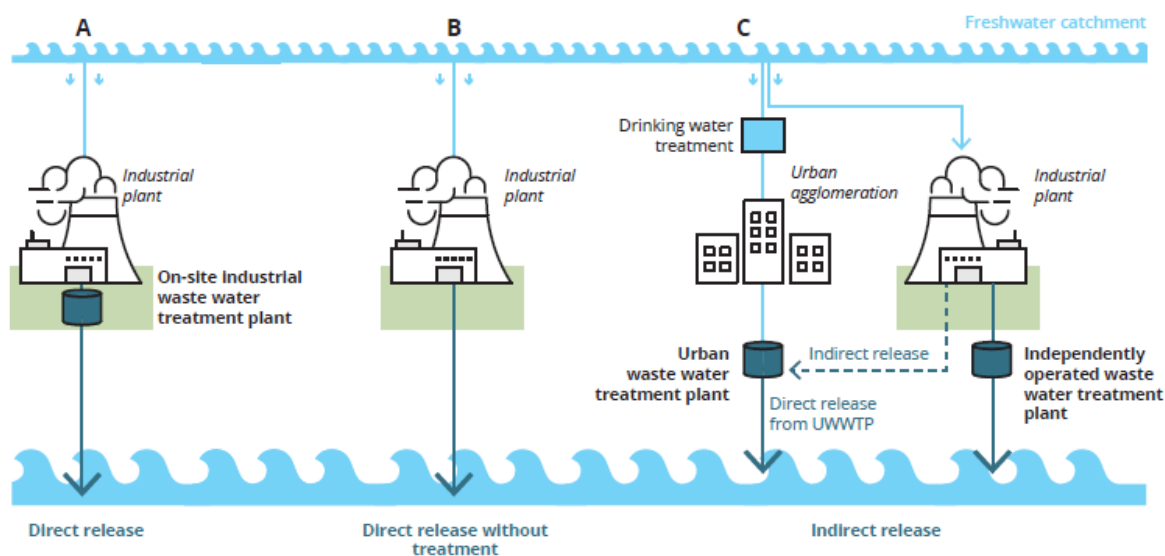 A
B
C
Freshwater catchment
Drinking water
treatment
Industrial
plant
Industrial
plant
Urban
agglomeration
Industrial
plant
On-site industrial
waste water
treatment plant
Urban
waste water
treatment plant
Indirect release
Independently
operated waste
water treatment
plant
Direct release
from UWWTP
Direct release
Direct release without
treatment
Indirect release